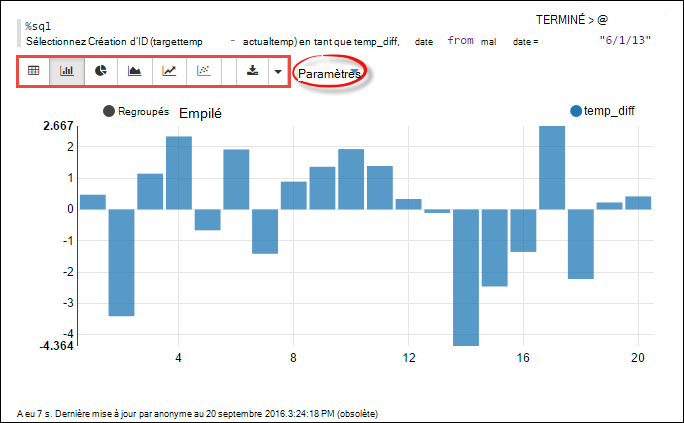 TERMINÉ > @
%sql
Sélectionnez Création d'ID (targettemp - actualtemp) en tant que temp_diff, date from mal date = "6/1/13"
Paramètres
Regroupés Empilé temp_diff
2.667
2
1
0
-1
-2
-3
-4
-4.364
4 8 12 16 20
A eu 7 s. Dernière mise à jour par anonyme au 20 septembre 2016.3:24:18 PM (obsolète)